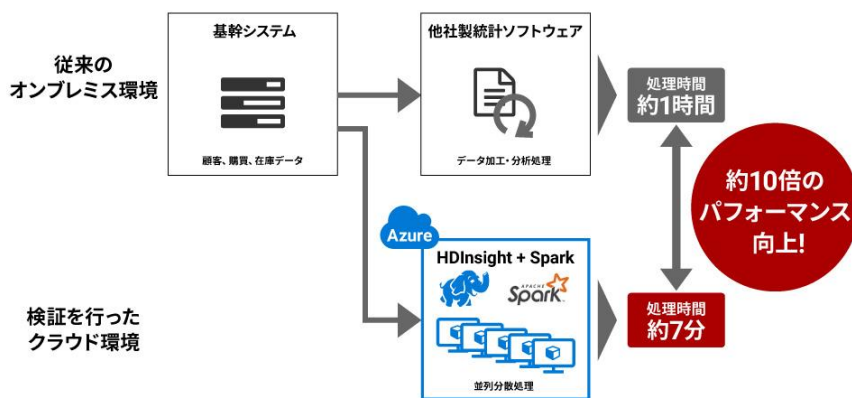 従来の
オンプレミス環境
基幹システム
顧客、購買、在庫データ
他社製統計ソフトウェア
データ加工・分析処理
処理時間
約1時間
約10倍の
パフォーマンス
向上!
Azure
HDInsight + Spark
APACHE
Spark™
並列分散処理
検証を行った
クラウド環境
処理時間
約7分